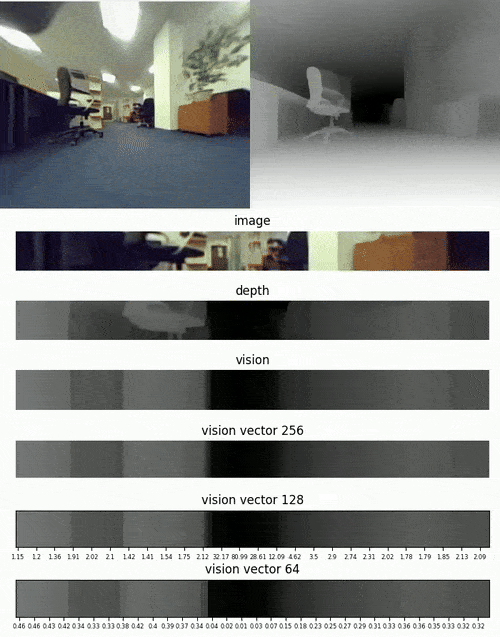 image
depth
vision
vision vector 256
vision vector 128
1.15 1.2 1.36 1.91 2.02 2.1 1.42 1.41 1.54 1.75 2.12 32.17 80.99 28.61 12.09 4.62 3.5 2.9 2.74 2.31 2.02 1.78 1.79 1.85 2.13 2.09
vision vector 64
0.46 0.46 0.43 0.42 0.34 0.33 0.33 0.38 0.42 0.4 0.39 0.37 0.34 0.04 0.02 0.01 0.03 0.07 0.15 0.18 0.23 0.25 0.27 0.29 0.31 0.33 0.36 0.36 0.35 0.33 0.32 0.32